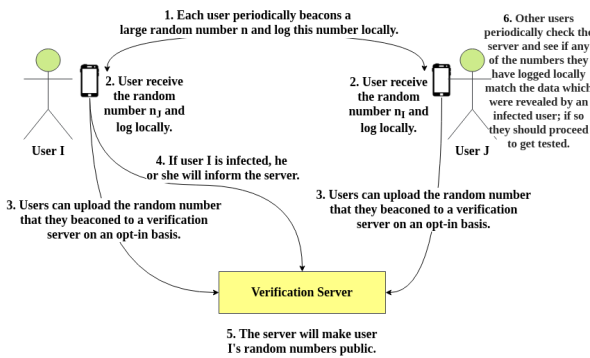 1. Each user periodically beacons a
large random number n and log this number locally.
6. Other users
periodically check the
server and see if any
of the numbers they
have logged locally
match the data which
were revealed by an
infected user; if so
they should proceed
to get tested.
2. User receive
the random
number nJ and
log locally.
2. User receive
the random
number nI and
log locally.
User I
User J
4. If user I is infected, he
or she will inform the server.
3. Users can upload the random number
that they beaconed to a verification
server on an opt-in basis.
3. Users can upload the random number
that they beaconed to a verification
server on an opt-in basis.
Verification Server
5. The server will make user
I's random numbers public.